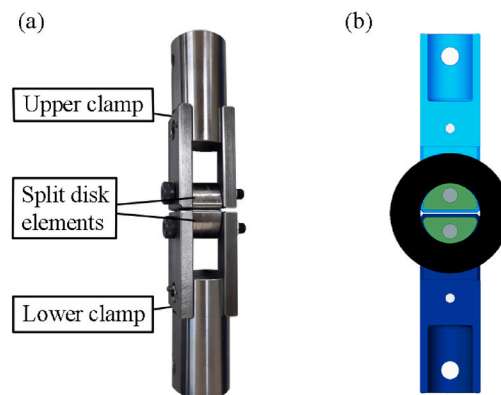 (a)
(b)
Upper clamp
Split disk
elements
Lower clamp